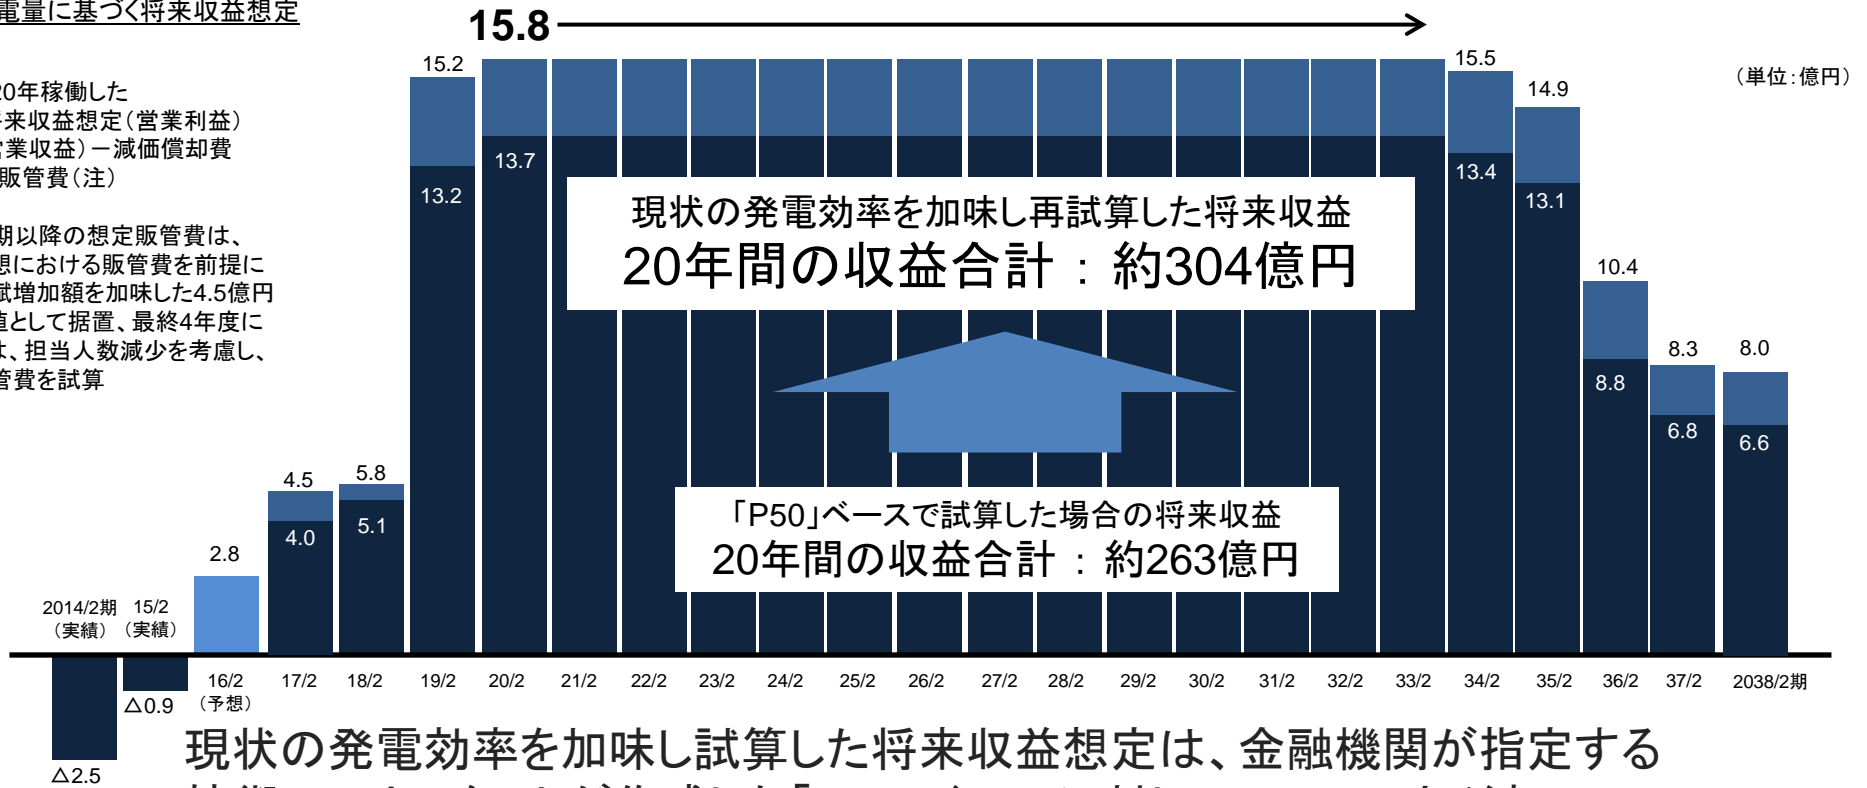 電量に基づく将来収益想定
20年稼働した
来収益想定（営業利益）
営業収益）－減価償却費
販管費（注）
期以降の想定販管費は、
想における販管費を前提に
賦増加額を加味した4.5億円
値として据置、最終4年度に
は、担当人数減少を考慮し、
管費を試算
15.8
（単位：億円）
15.2
15.5
14.9
13.7
13.2
13.4
13.1
現状の発電効率を加味し再試算した将来収益
20年間の収益合計 ： 約304億円
10.4
8.3
8.0
8.8
6.8
6.6
4.5
5.8
4.0
5.1
「P50」ベースで試算した場合の将来収益
20年間の収益合計 ： 約263億円
2.8
2014/2期
（実績）
15/2
（実績）
16/2
（予想）
17/2
18/2
19/2
20/2
21/2
22/2
23/2
24/2
25/2
26/2
27/2
28/2
29/2
30/2
31/2
32/2
33/2
34/2
35/2
36/2
37/2
2038/2期
△0.9
△2.5
現状の発電効率を加味し試算した将来収益想定は、金融機関が指定する